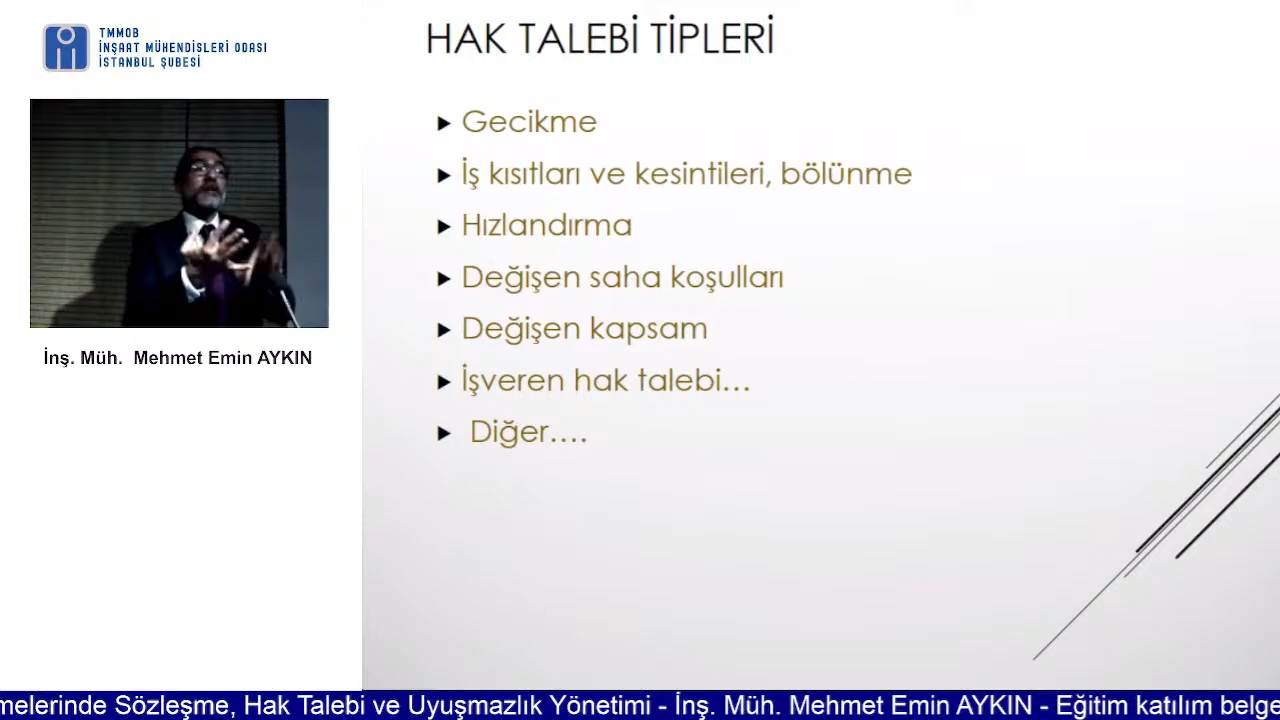 TMMOB
İNŞAAT MÜHENDİSLERİ ODASI
İSTANBUL ŞUBESİ
İnş. Müh. Mehmet Emin AYKIN
HAK TALEBİ TİPLERİ
Gecikme
İş kısıtları ve kesintileri, bölünme
Hızlandırma
Değişen saha koşulları
Değişen kapsam
İşveren hak talebi...
Diğer....
melerinde Sözleşme, Hak Talebi ve Uyuşmazlık Yönetimi - İnş. Müh. Mehmet Emin AYKIN - Eğitim katılım belge